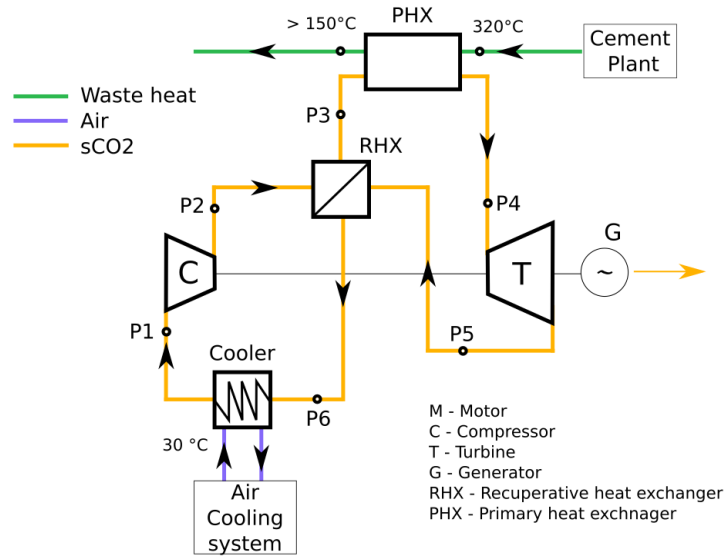 > 150°C
PHX
320°C
Cement
Plant
Waste heat
Air
sCO2
P3
RHX
P2
P4
G
C
T
~
P1
P5
Cooler
P6
30 °C
Air
Cooling
system
M - Motor
C - Compressor
T - Turbine
G - Generator
RHX - Recuperative heat exchanger
PHX - Primary heat exchnager